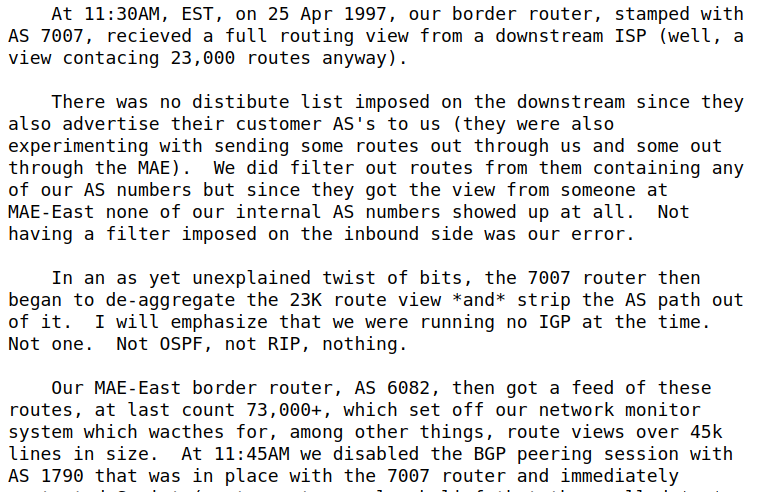 At 11:30AM, EST, on 25 Apr 1997, our border router, stamped with
AS 7007, recieved a full routing view from a downstream ISP (well, a
view contacing 23,000 routes anyway).
There was no distibute list imposed on the downstream since they
also advertise their customer AS's to us (they were also
experimenting with sending some routes out through us and some out
through the MAE).  We did filter out routes from them containing any
of our AS numbers but since they got the view from someone at
MAE-East none of our internal AS numbers showed up at all.  Not
having a filter imposed on the inbound side was our error.
In an as yet unexplained twist of bits, the 7007 router then
began to de-aggregate the 23K route view *and* strip the AS path out
of it.  I will emphasize that we were running no IGP at the time.
Not one.  Not OSPF, not RIP, nothing.
Our MAE-East border router, AS 6082, then got a feed of these
routes, at last count 73,000+, which set off our network monitor
system which wacthes for, among other things, route views over 45k
lines in size.  At 11:45AM we disabled the BGP peering session with
AS 1790 that was in place with the 7007 router and immediately